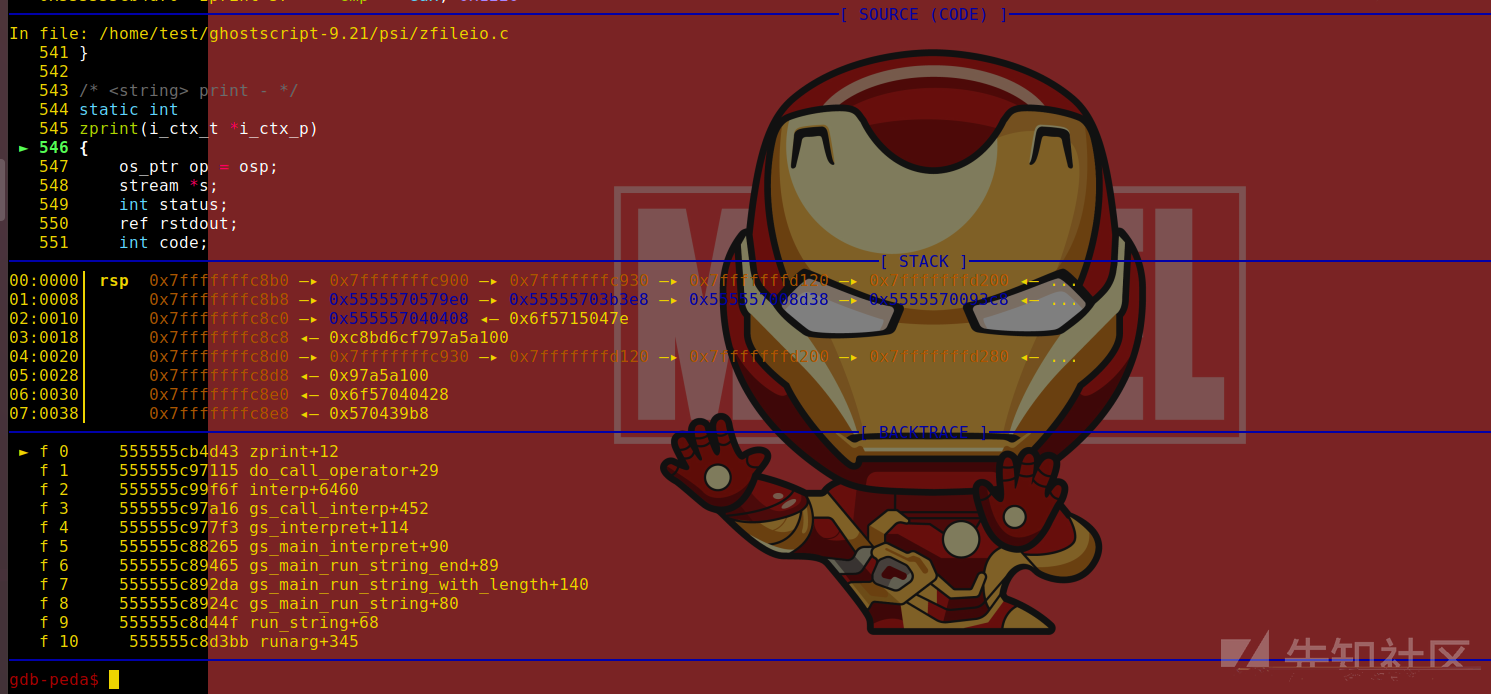 [ SOURCE (CODE) ]
In file: /home/test/ghostscript-9.21/psi/zfileio.c
541 }
542
543 /* <string> print - */
544 static int
545 zprint(i_ctx_t *i_ctx_p)
► 546 {
547     os_ptr op = osp;
548     stream *s;
549     int status;
550     ref rstdout;
551     int code;
[ STACK ]
00:0000│ rsp  0x7fffffffc8b0 —▸ 0x7fffffffc900 —▸ 0x7fffffffc930 —▸ 0x7fffffffd120 —▸ 0x7fffffffd200 ◂— ...
01:0008│      0x7fffffffc8b8 —▸ 0x5555570579e0 —▸ 0x55555703b3e8 —▸ 0x555557008d38 —▸ 0x5555570093c8 ◂— ...
02:0010│      0x7fffffffc8c0 —▸ 0x555557040408 ◂— 0x6f5715047e
03:0018│      0x7fffffffc8c8 ◂— 0xc8bd6cf797a5a100
04:0020│      0x7fffffffc8d0 —▸ 0x7fffffffc930 —▸ 0x7fffffffd120 —▸ 0x7fffffffd200 —▸ 0x7fffffffd280 ◂— ...
05:0028│      0x7fffffffc8d8 ◂— 0x97a5a100
06:0030│      0x7fffffffc8e0 ◂— 0x6f57040428
07:0038│      0x7fffffffc8e8 ◂— 0x570439b8
[ BACKTRACE ]
► f 0     555555cb4d43 zprint+12
f 1     555555c97115 do_call_operator+29
f 2     555555c99f6f interp+6460
f 3     555555c97a16 gs_call_interp+452
f 4     555555c977f3 gs_interpret+114
f 5     555555c88265 gs_main_interpret+90
f 6     555555c89465 gs_main_run_string_end+89
f 7     555555c892da gs_main_run_string_with_length+140
f 8     555555c8924c gs_main_run_string+80
f 9     555555c8d44f run_string+68
f 10     555555c8d3bb runarg+345
gdb-peda$
先知社区